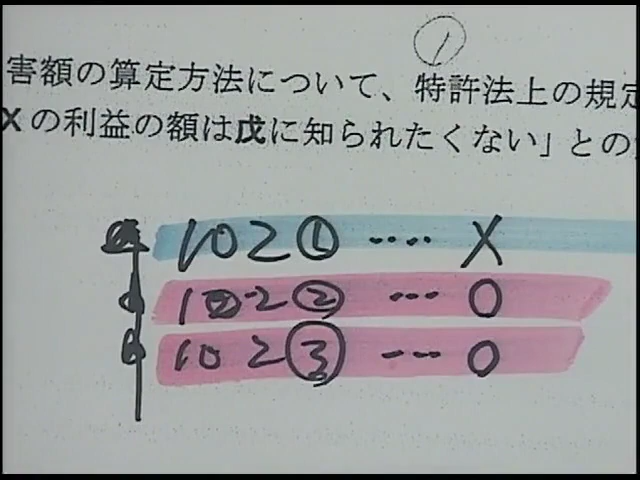 ①
害額の算定方法について、特許法上の規定
Xの利益の額は戊に知られたくない」との
102① ････ X
102② ･･･ 0
102③ ･･･ 0